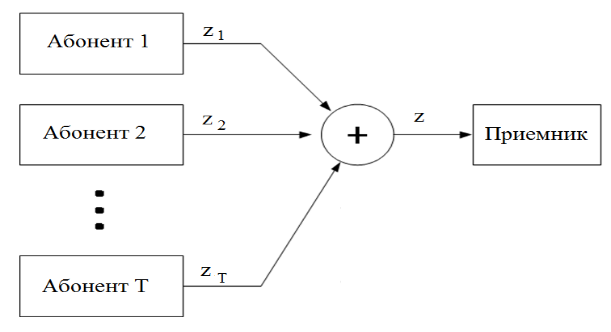 Абонент 1
z 1
Абонент 2
z 2
+
z
Приемник
Абонент T
z T